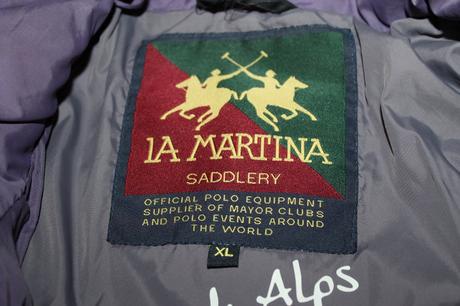 LA MARTINA
SADDLERY
OFFICIAL POLO EQUIPMENT
SUPPLIER OF MAYOR CLUBS
AND POLO EVENTS AROUND
THE WORLD
XL
Alps